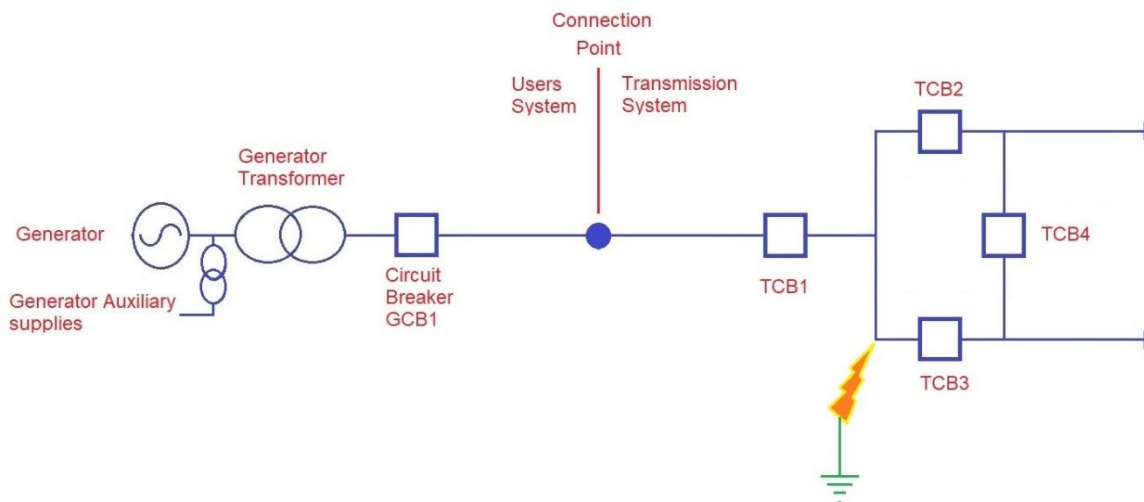 Connection
Point
Users
System
Transmission
System
TCB2
Generator
Transformer
Generator
TCB4
Generator Auxiliary
supplies
Circuit
Breaker
GCB1
TCB1
TCB3